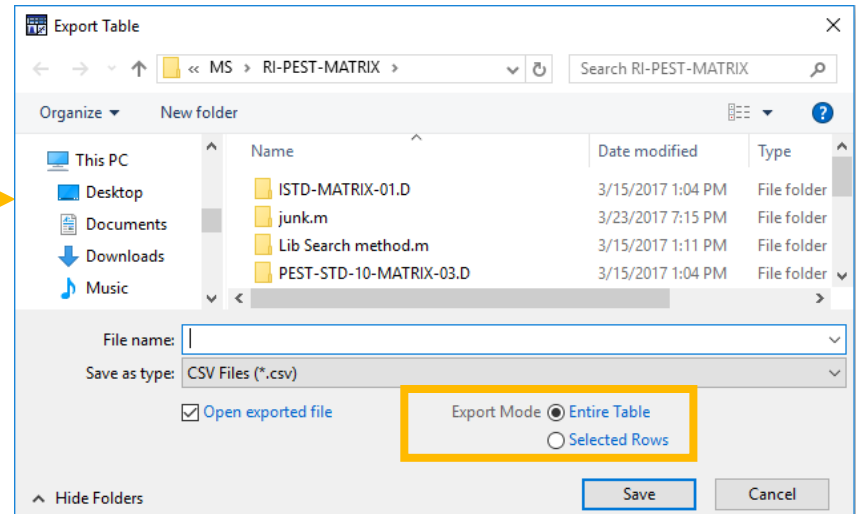 Export Table
« MS > RI-PEST-MATRIX >
Search RI-PEST-MATRIX
Organize
New folder
?
This PC
Desktop
Documents
Downloads
Music
Name
Date modified
Type
ISTD-MATRIX-01.D
3/15/2017 1:04 PM
File folder
junk.m
3/23/2017 7:15 PM
File folder
Lib Search method.m
3/15/2017 1:11 PM
File folder
PEST-STD-10-MATRIX-03.D
3/15/2017 1:04 PM
File folder
File name:
Save as type: CSV Files (*.csv)
Open exported file
Export Mode Entire Table
Selected Rows
Hide Folders
Save
Cancel